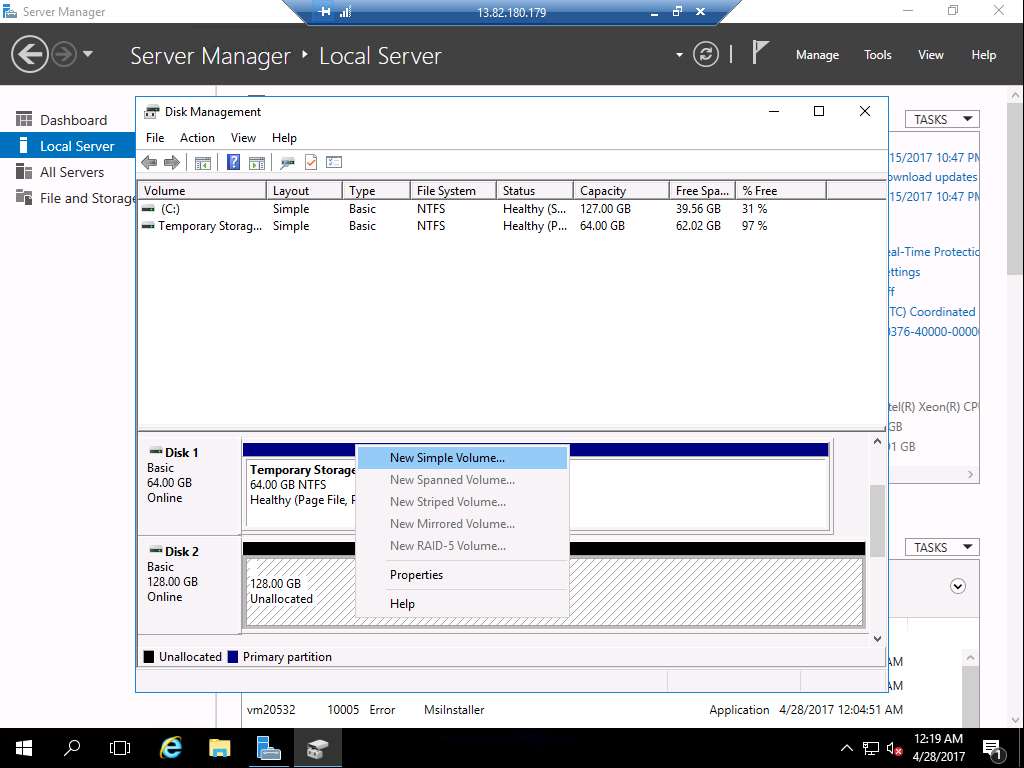 Server Manager
13.82.180.179
Server Manager ‣ Local Server
Manage Tools View Help
Dashboard
Local Server
All Servers
File and Storage
Disk Management
File Action View Help
Volume Layout Type File System Status Capacity Free Spa... % Free
(C:) Simple Basic NTFS Healthy (S... 127.00 GB 39.56 GB 31 %
Temporary Storag... Simple Basic NTFS Healthy (P... 64.00 GB 62.02 GB 97 %
TASKS
15/2017 10:47 PM
ownload updates
15/2017 10:47 PM
eal-Time Protectio
ettings
ff
TC) Coordinated
0376-40000-0000
tel(R) Xeon(R) CPU
GB
01 GB
Disk 1
Basic
64.00 GB
Online
Temporary Storage
64.00 GB NTFS
Healthy (Page File, P
New Simple Volume...
New Spanned Volume...
New Striped Volume...
New Mirrored Volume...
New RAID-5 Volume...
Properties
Help
Disk 2
Basic
128.00 GB
Online
128.00 GB
Unallocated
Unallocated Primary partition
TASKS
AM
AM
vm20532 10005 Error MsiInstaller Application 4/28/2017 12:04:51 AM
12:19 AM
4/28/2017
1